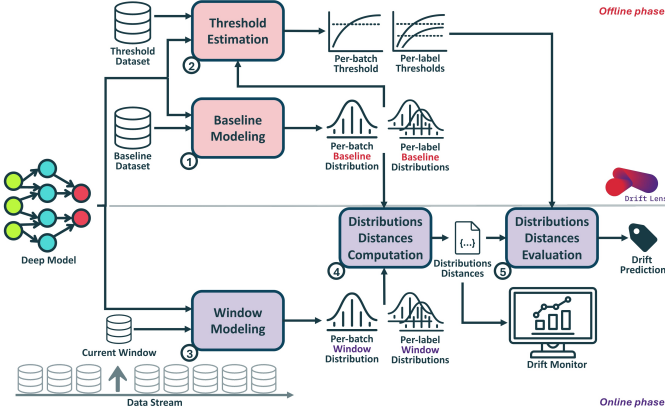 Offline phase
Threshold
Estimation
2
Threshold
Dataset
Per-batch
Threshold
Per-label
Thresholds
Baseline
Modeling
1
Baseline
Dataset
Per-batch
Baseline
Distribution
Per-label
Baseline
Distributions
Drift Lens
Deep Model
Distributions
Distances
Computation
4
{...}
Distributions
Distances
Distributions
Distances
Evaluation
5
Drift
Prediction
Window
Modeling
3
Current Window
Per-batch
Window
Distribution
Per-label
Window
Distributions
Drift Monitor
Data Stream
Online phase